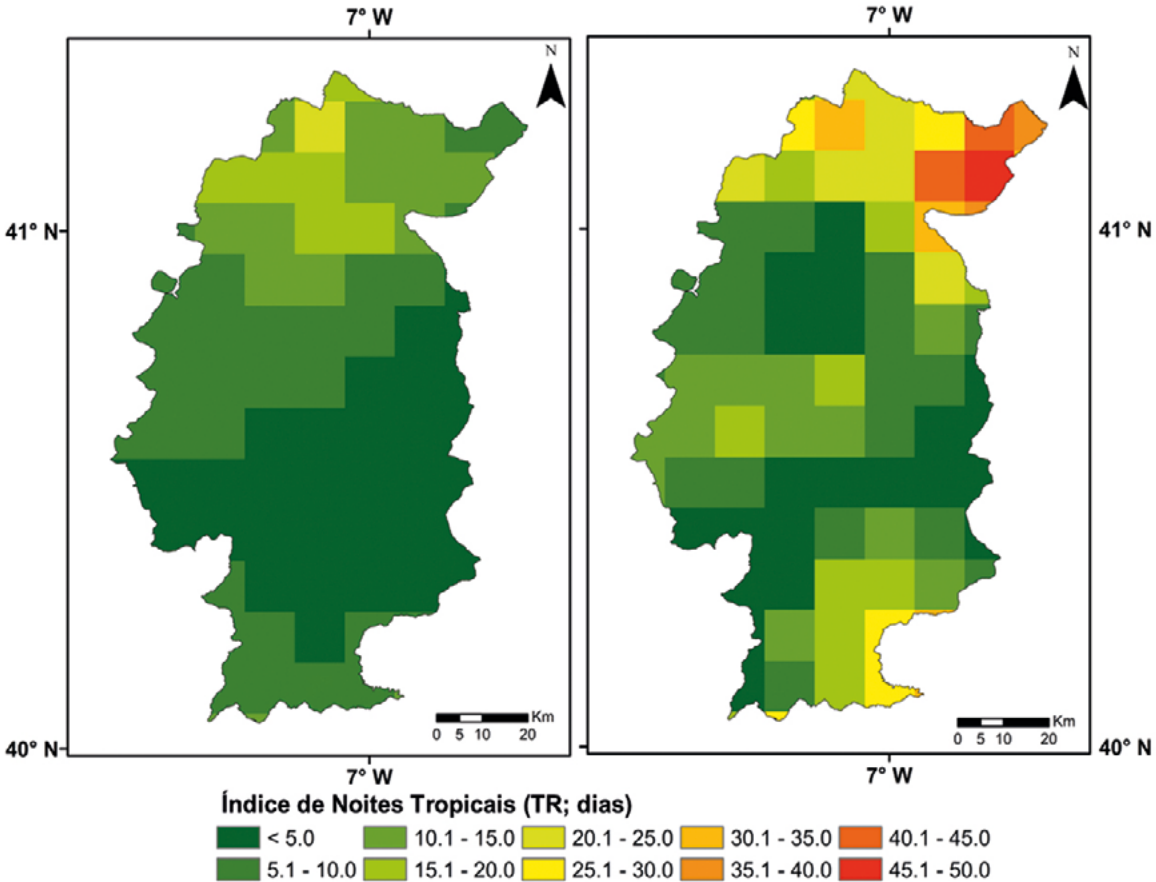 7° W 7° W
N N
41° N 41° N
Km Km
0 5 10 20 0 5 10 20
40° N 40° N
7° W 7° W
Índice de Noites Tropicais (TR; dias)
< 5.0 10.1 - 15.0 20.1 - 25.0 30.1 - 35.0 40.1 - 45.0
5.1 - 10.0 15.1 - 20.0 25.1 - 30.0 35.1 - 40.0 45.1 - 50.0